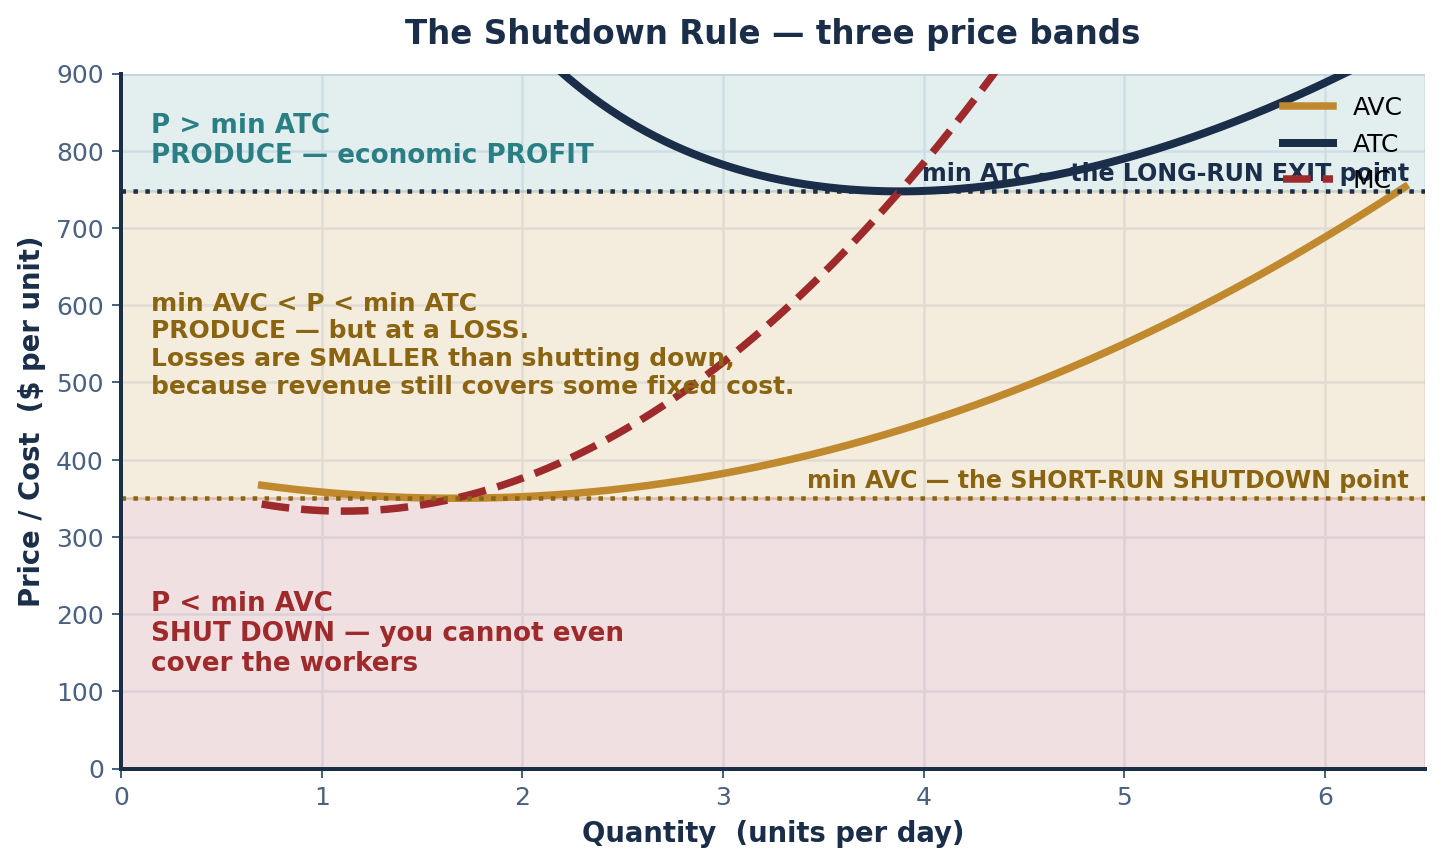 The Shutdown Rule — three price bands
Price / Cost  ($ per unit)
900
800
700
600
500
400
300
200
100
0
P > min ATC
PRODUCE — economic PROFIT
AVC
ATC
MC
min ATC — the LONG-RUN EXIT point
min AVC < P < min ATC
PRODUCE — but at a LOSS.
Losses are SMALLER than shutting down,
because revenue still covers some fixed cost.
min AVC — the SHORT-RUN SHUTDOWN point
P < min AVC
SHUT DOWN — you cannot even
cover the workers
0 1 2 3 4 5 6
Quantity  (units per day)